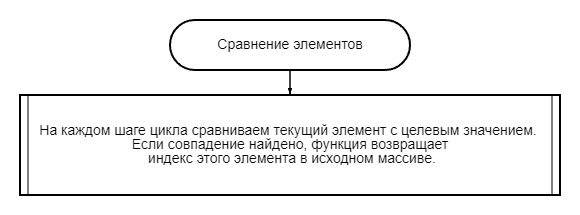 Сравнение элементов
На каждом шаге цикла сравниваем текущий элемент с целевым значением.
Если совпадение найдено, функция возвращает
индекс этого элемента в исходном массиве.